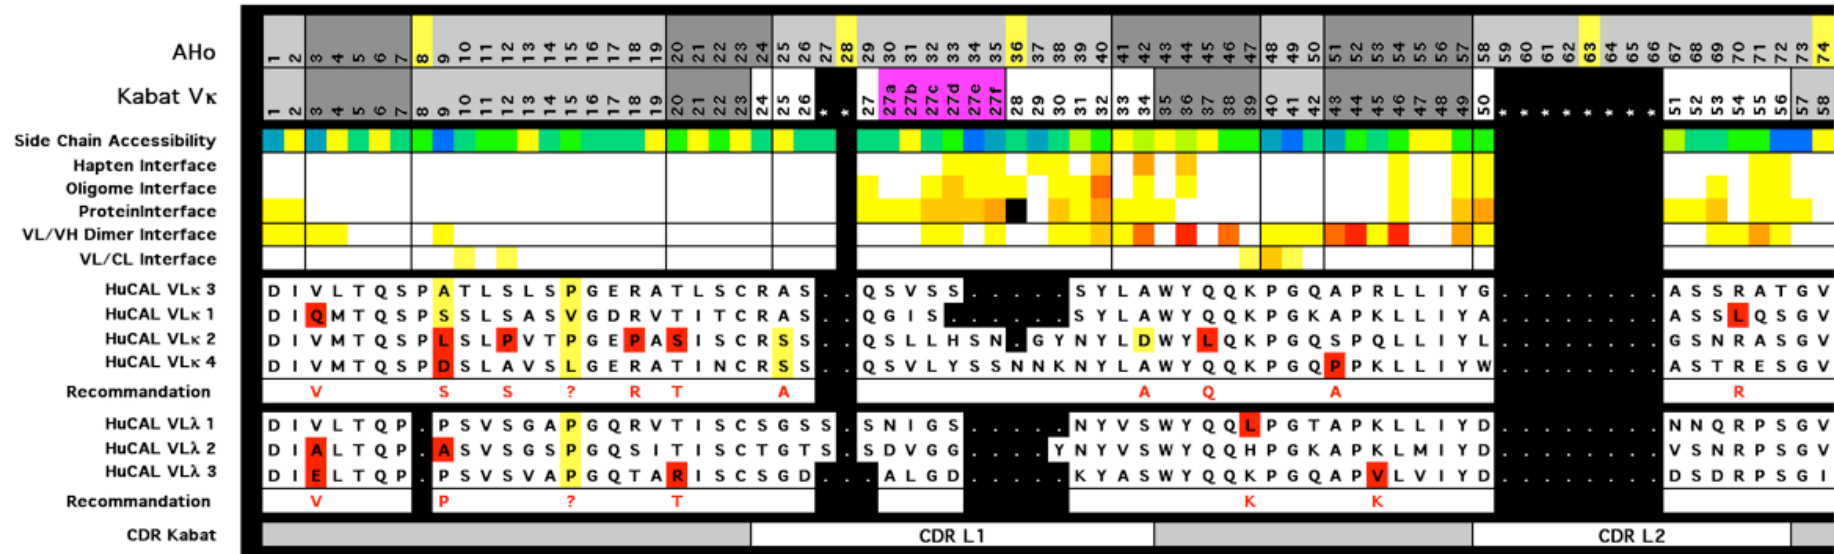 AHo 1 2 3 4 5 6 7 8 9 10 11 12 13 14 15 16 17 18 19 20 21 22 23 24 25 26 27 28 29 30 31 32 33 34 35 36 37 38 39 40 41 42 43 44 45 46 47 48 49 50 51 52 53 54 55 56 57 58 59 60 61 62 63 64 65 66 67 68 69 70 71 72 73 74
Kabat Vκ 1 2 3 4 5 6 7 8 9 10 11 12 13 14 15 16 17 18 19 20 21 22 23 24 25 26 * * 27 27a 27b 27c 27d 27e 27f 28 29 30 31 32 33 34 35 36 37 38 39 40 41 42 43 44 45 46 47 48 49 50 * * * * * * * * 51 52 53 54 55 56 57 58
Side Chain Accessibility
Hapten Interface
Oligome Interface
ProteinInterface
VL/VH Dimer Interface
VL/CL Interface
HuCAL VLκ 3 D I V L T Q S P A T L S L S P G E R A T L S C R A S . . Q S V S S . . . . . S Y L A W Y Q Q K P G Q A P R L L I Y G . . . . . . . . A S S R A T G V
HuCAL VLκ 1 D I Q M T Q S P S S L S A S V G D R V T I T C R A S . . Q G I S . . . . . . S Y L A W Y Q Q K P G K A P K L L I Y A . . . . . . . . A S S L Q S G V
HuCAL VLκ 2 D I V M T Q S P L S L P V T P G E P A S I S C R S S . . Q S L L H S N . G Y N Y L D W Y L Q K P G Q S P Q L L I Y L . . . . . . . . G S N R A S G V
HuCAL VLκ 4 D I V M T Q S P D S L A V S L G E R A T I N C R S S . . Q S V L Y S S N N K N Y L A W Y Q Q K P G Q P P K L L I Y W . . . . . . . . A S T R E S G V
Recommandation V S S ? R T A A Q A R
HuCAL VLλ 1 D I V L T Q P . P S V S G A P G Q R V T I S C S G S S . S N I G S . . . . . N Y V S W Y Q Q L P G T A P K L L I Y D . . . . . . . . N N Q R P S G V
HuCAL VLλ 2 D I A L T Q P . A S V S G S P G Q S I T I S C T G T S . S D V G G . . . . Y N Y V S W Y Q Q H P G K A P K L M I Y D . . . . . . . . V S N R P S G V
HuCAL VLλ 3 D I E L T Q P . P S V S V A P G Q T A R I S C S G D . . . A L G D . . . . . K Y A S W Y Q Q K P G Q A P V L V I Y D . . . . . . . . D S D R P S G I
Recommandation V P ? T K K
CDR Kabat CDR L1 CDR L2